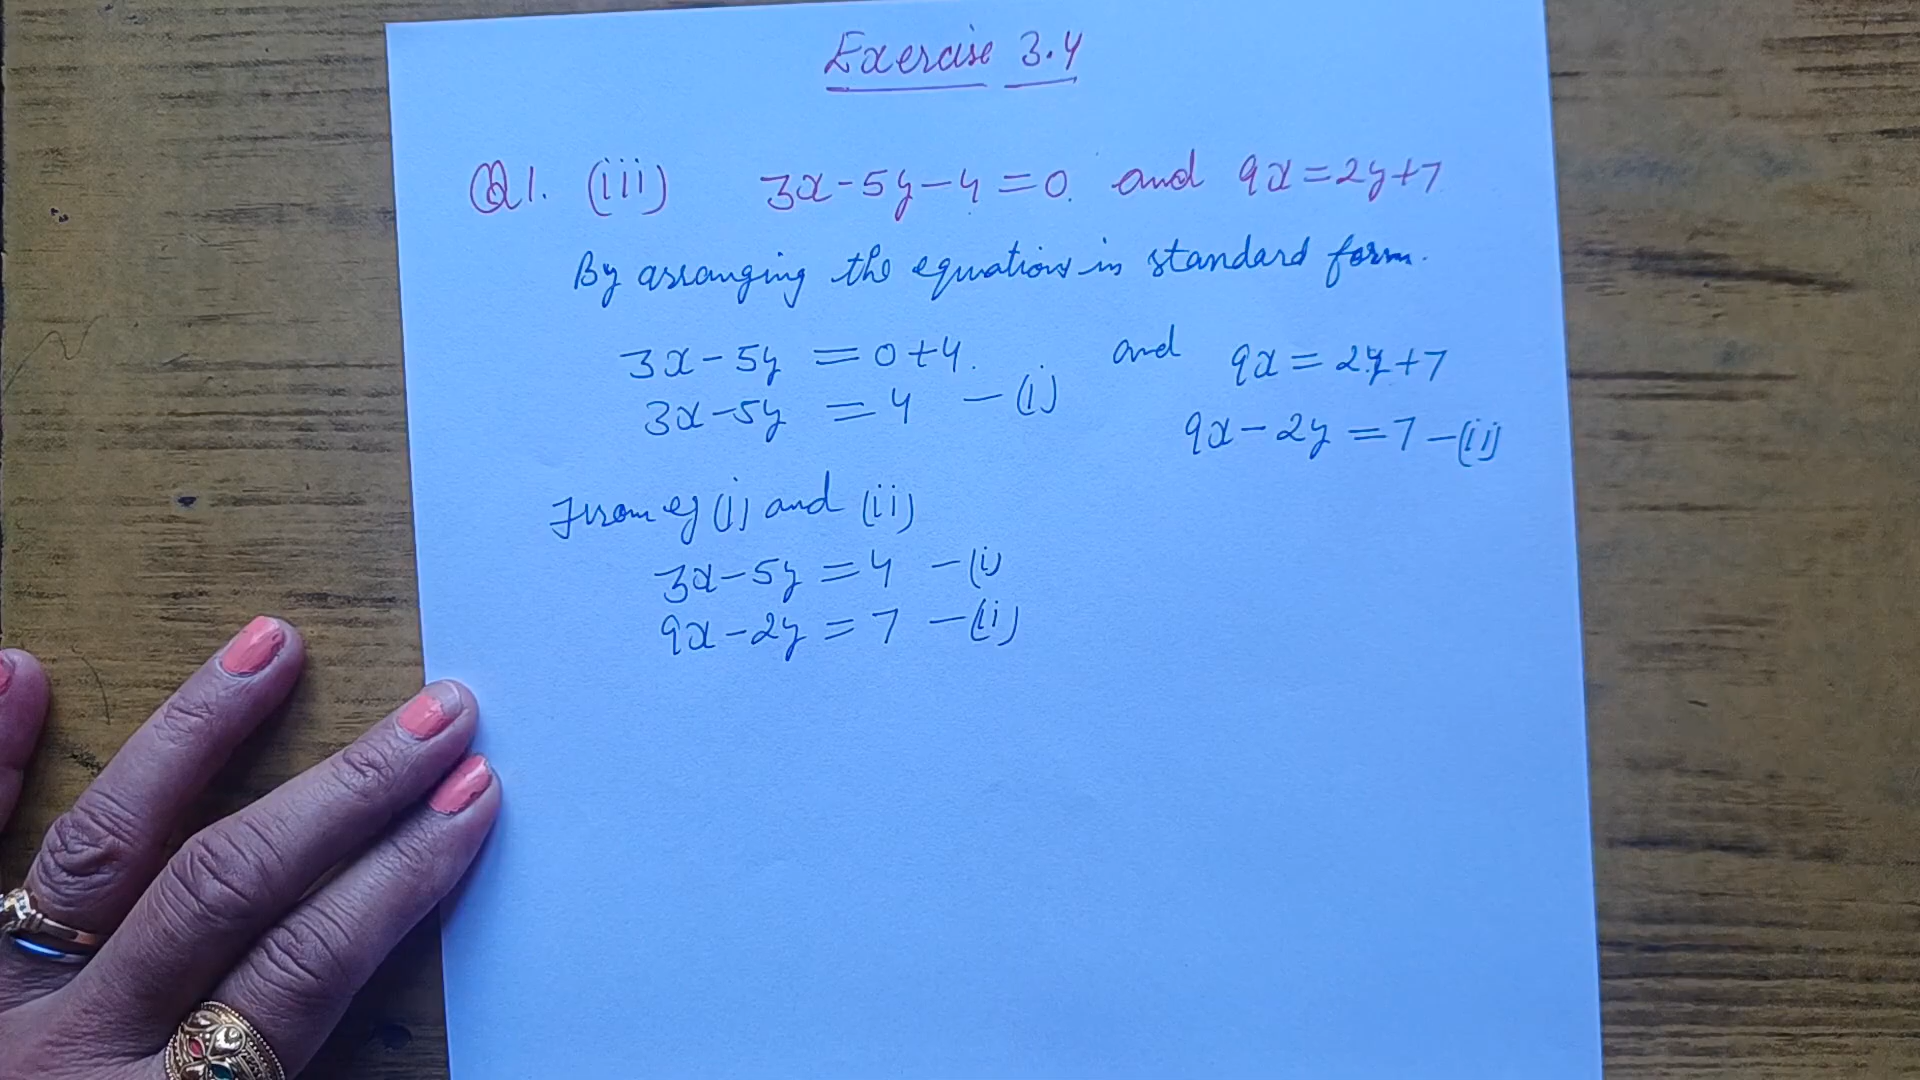 Exercise 3.4
Q1. (iii) 3x-5y-4=0. and 9x=2y+7
By arranging the equations in standard form.
3x-5y = 0+4. and 9x = 2y+7
3x-5y = 4 -(i)
9x-2y = 7 -(ii)
From eq (i) and (ii)
3x-5y = 4 -(i)
9x-2y = 7 -(ii)